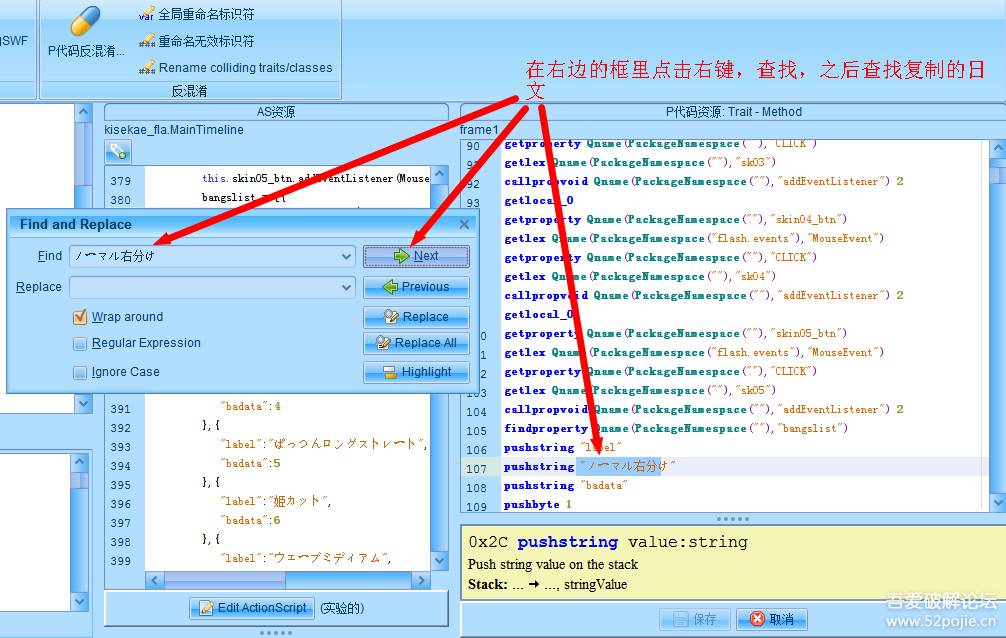 SWF
P代码反混淆...
var 全局重命名标识符
重命名无效标识符
Rename colliding traits/classes
反混淆
在右边的框里点击右键，查找，之后查找复制的日
文
AS资源
kisekae_fla.MainTimeline
379 this.skin05_btn.addEventListener(Mouse
380
Find and Replace
Find ノーマル右分け Next
Replace Previous
Wrap around Replace
Regular Expression Replace All
Ignore Case Highlight
391 "badata":4
392 },{
393 "label":"ぱっつんロングストレート",
394 "badata":5
395 },{
396 "label":"姫カット",
397 "badata":6
398 },{
399 "label":"ウェーブミディアム",
Edit ActionScript (实验的)
P代码资源: Trait - Method
frame1
90 getproperty Qname(PackageNamespace(""),"CLICK")
getlex Qname(PackageNamespace(""),"sk03")
92 callpropvoid Qname(PackageNamespace(""),"addEventListener") 2
93 getlocal_0
getproperty Qname(PackageNamespace(""),"skin04_btn")
getlex Qname(PackageNamespace("flash.events"),"MouseEvent")
getproperty Qname(PackageNamespace(""),"CLICK")
getlex Qname(PackageNamespace(""),"sk04")
callpropvoid Qname(PackageNamespace(""),"addEventListener") 2
getlocal_0
0 getproperty Qname(PackageNamespace(""),"skin05_btn")
1 getlex Qname(PackageNamespace("flash.events"),"MouseEvent")
2 getproperty Qname(PackageNamespace(""),"CLICK")
103 getlex Qname(PackageNamespace(""),"sk05")
104 callpropvoid Qname(PackageNamespace(""),"addEventListener") 2
105 findproperty Qname(PackageNamespace(""),"bangslist")
106 pushstring "label"
107 pushstring "ノーマル右分け"
108 pushstring "badata"
109 pushbyte 1
0x2C pushstring value:string
Push string value on the stack
Stack: ... ➞ ..., stringValue
保存 取消
吾爱破解论坛
www.52pojie.cn